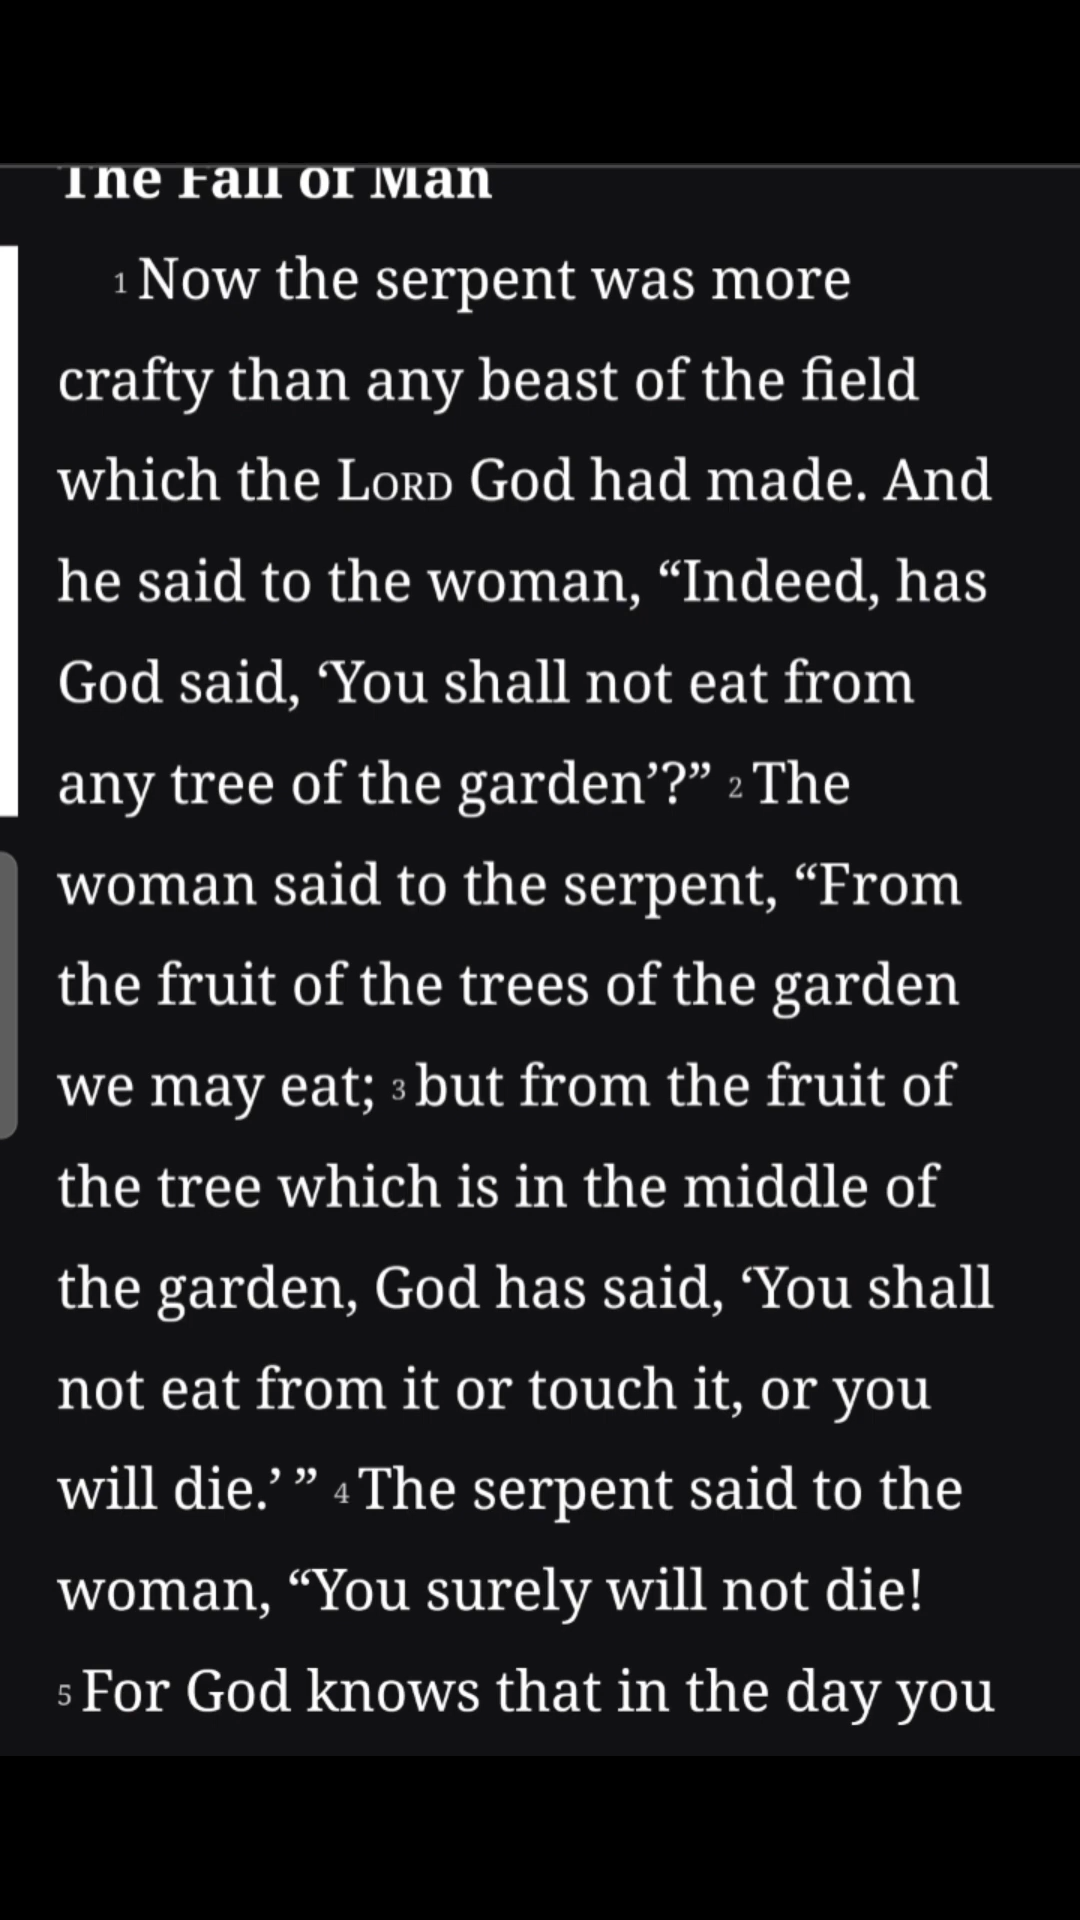 The Fall of Man
1 Now the serpent was more
crafty than any beast of the field
which the LORD God had made. And
he said to the woman, “Indeed, has
God said, ‘You shall not eat from
any tree of the garden’?” 2 The
woman said to the serpent, “From
the fruit of the trees of the garden
we may eat; 3 but from the fruit of
the tree which is in the middle of
the garden, God has said, ‘You shall
not eat from it or touch it, or you
will die.’ ” 4 The serpent said to the
woman, “You surely will not die!
5 For God knows that in the day you